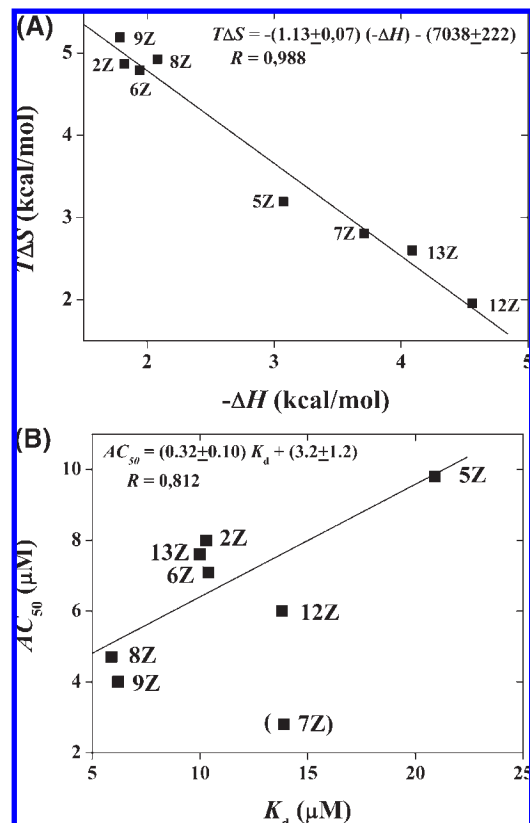 (A)
TΔS = -(1.13±0,07) (-ΔH) - (7038±222)
R = 0,988
9Z
2Z
8Z
6Z
5Z
7Z
13Z
12Z
5
4
3
2
TΔS (kcal/mol)
2 3 4 5
-ΔH (kcal/mol)
(B)
AC50 = (0.32±0.10) Kd + (3.2±1.2)
R = 0,812
5Z
2Z
13Z
6Z
12Z
8Z
9Z
( 7Z)
10
8
6
4
2
AC50 (μM)
5 10 15 20 25
Kd (μM)